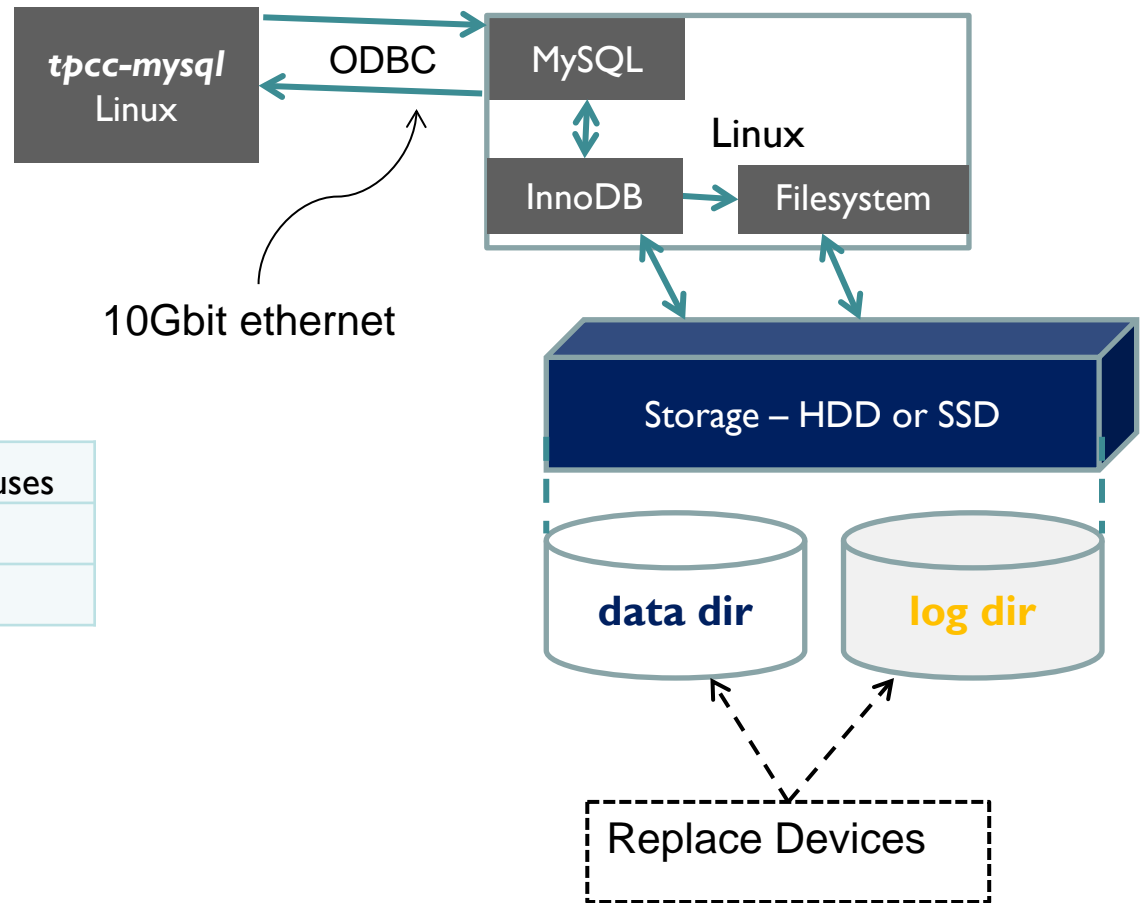 tpcc-mysql
Linux
ODBC
MySQL
Linux
InnoDB
Filesystem
10Gbit ethernet
Storage – HDD or SSD
data dir
log dir
Replace Devices